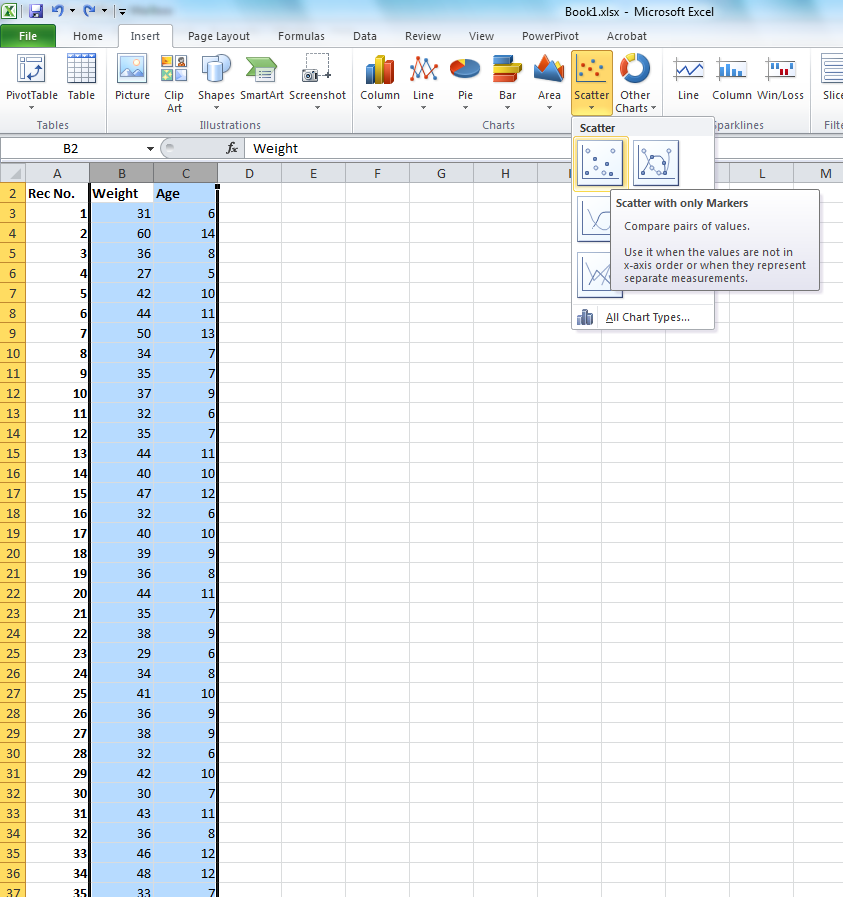 Book1.xlsx - Microsoft Excel
File Home Insert Page Layout Formulas Data Review View PowerPivot Acrobat
PivotTable Table Picture Clip Art Shapes SmartArt Screenshot Column Line Pie Bar Area Scatter Other Charts Line Column Win/Loss Slice
Tables Illustrations Charts parklines Filte
B2 fx Weight
Scatter
Scatter with only Markers
Compare pairs of values.
Use it when the values are not in
x-axis order or when they represent
separate measurements.
All Chart Types...
A B C D E F G H I L M
2 Rec No. Weight Age
3 1 31 6
4 2 60 14
5 3 36 8
6 4 27 5
7 5 42 10
8 6 44 11
9 7 50 13
10 8 34 7
11 9 35 7
12 10 37 9
13 11 32 6
14 12 35 7
15 13 44 11
16 14 40 10
17 15 47 12
18 16 32 6
19 17 40 10
20 18 39 9
21 19 36 8
22 20 44 11
23 21 35 7
24 22 38 9
25 23 29 6
26 24 34 8
27 25 41 10
28 26 36 9
29 27 38 9
30 28 32 6
31 29 42 10
32 30 30 7
33 31 43 11
34 32 36 8
35 33 46 12
36 34 48 12
37 35 33 7